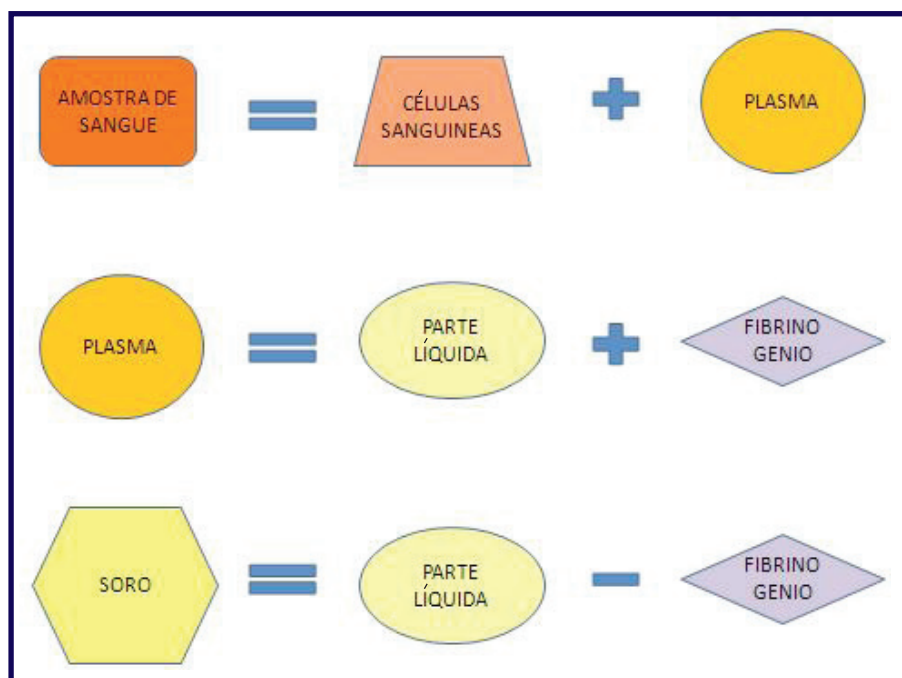 AMOSTRA DE
SANGUE
CÉLULAS
SANGUINEAS
PLASMA
PLASMA
PARTE
LÍQUIDA
FIBRINO
GENIO
SORO
PARTE
LÍQUIDA
FIBRINO
GENIO